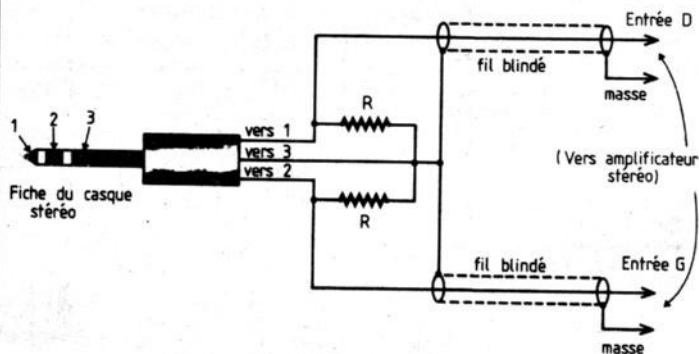 Entrée D
fil blindé
masse
R
1
2
3
vers 1
vers 3
vers 2
(Vers amplificateur
stéréo)
Fiche du casque
stéréo
R
fil blindé
Entrée G
masse